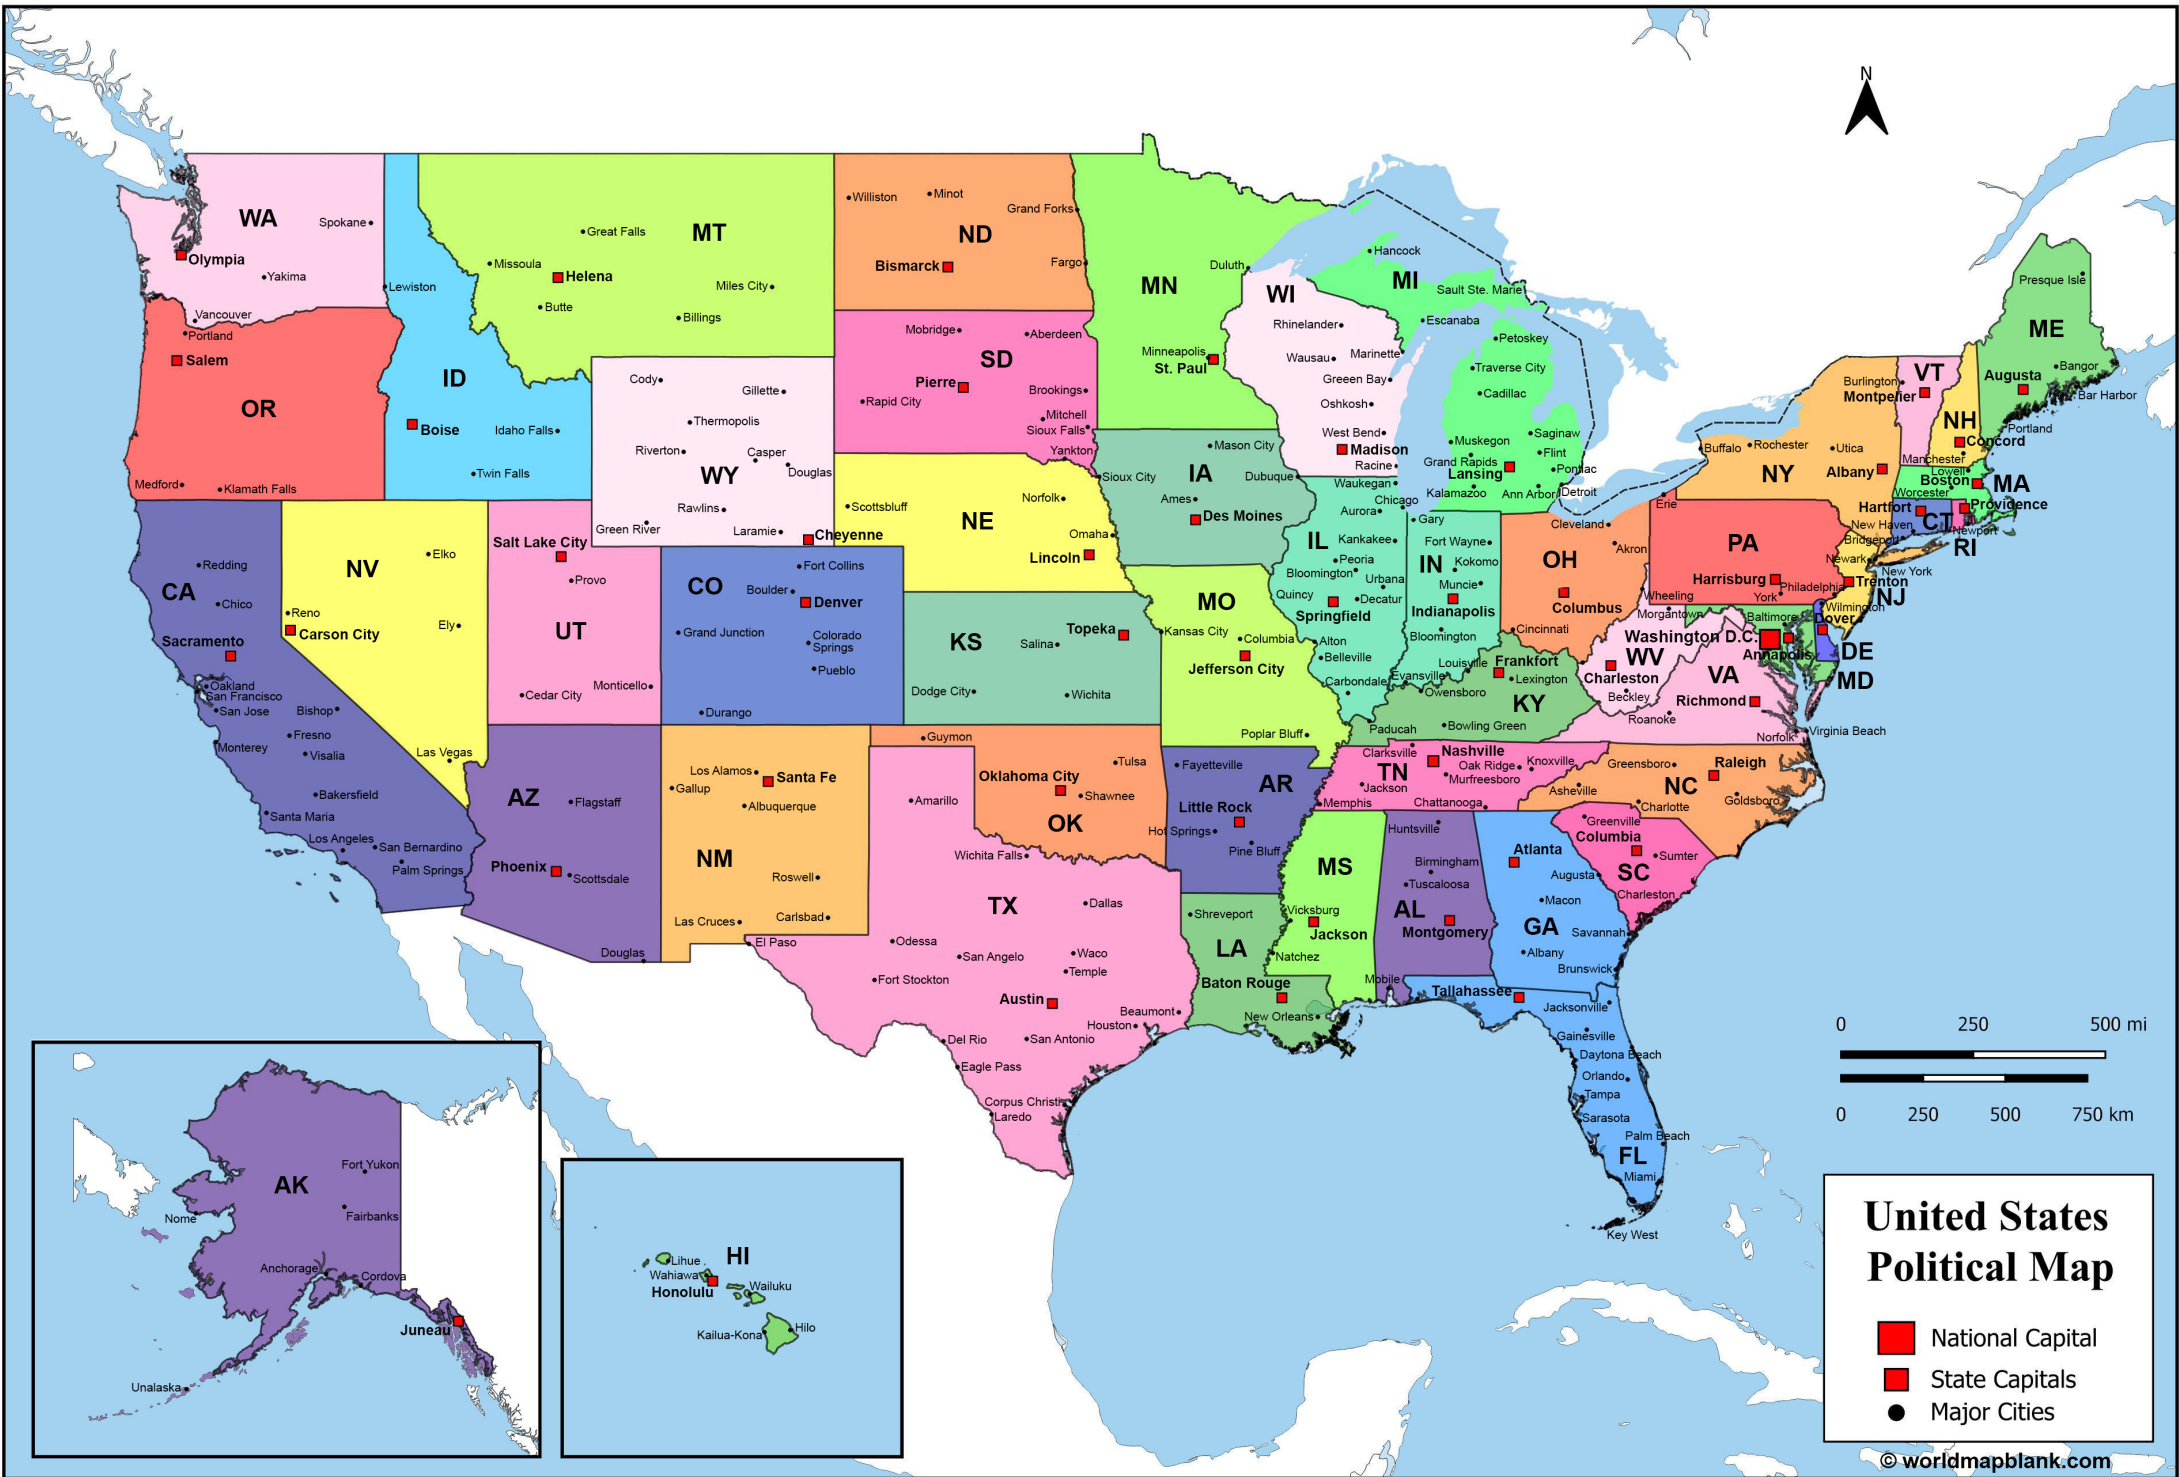 N
WA
Spokane
Olympia
Yakima
Vancouver
Lewiston
Portland
Salem
OR
Medford
Klamath Falls
ID
Boise
Idaho Falls
Twin Falls
MT
Great Falls
Missoula
Helena
Butte
Miles City
Billings
ND
Williston
Minot
Grand Forks
Bismarck
Fargo
SD
Mobridge
Aberdeen
Pierre
Rapid City
Brookings
Mitchell
Sioux Falls
Yankton
WY
Cody
Gillette
Thermopolis
Riverton
Casper
Douglas
Rawlins
Green River
Laramie
Cheyenne
NE
Scottsbluff
Norfolk
Omaha
Lincoln
MN
Duluth
Minneapolis
St. Paul
WI
Rhinelander
Wausau
Marinette
Greeen Bay
Oshkosh
West Bend
Madison
Racine
MI
Hancock
Sault Ste. Marie
Escanaba
Petoskey
Traverse City
Cadillac
Muskegon
Saginaw
Grand Rapids
Flint
Lansing
Pontiac
Kalamazoo
Ann Arbor
Detroit
IA
Mason City
Sioux City
Dubuque
Ames
Des Moines
IL
Waukegan
Chicago
Aurora
Kankakee
Peoria
Bloomington
Urbana
Quincy
Decatur
Springfield
Alton
Belleville
Carbondale
IN
Gary
Fort Wayne
Kokomo
Muncie
Indianapolis
Bloomington
Evansville
OH
Cleveland
Akron
Columbus
Cincinnati
PA
Erie
Harrisburg
Philadelphia
York
NY
Buffalo
Rochester
Utica
Albany
New York
VT
Burlington
Montpelier
NH
Concord
Manchester
ME
Presque Isle
Augusta
Bangor
Bar Harbor
Portland
MA
Lowell
Boston
Worcester
CT
Hartfort
New Haven
Bridgeport
RI
Providence
Newport
NJ
Newark
Trenton
DE
Wilmington
Dover
MD
Baltimore
Annapolis
Washington D.C.
WV
Wheeling
Morgantown
Charleston
Beckley
VA
Richmond
Roanoke
Norfolk
Virginia Beach
KY
Louisville
Frankfort
Lexington
Owensboro
Paducah
Bowling Green
TN
Clarksville
Nashville
Oak Ridge
Knoxville
Murfreesboro
Jackson
Memphis
Chattanooga
NC
Greensboro
Raleigh
Asheville
Charlotte
Goldsboro
SC
Greenville
Columbia
Sumter
Charleston
GA
Atlanta
Augusta
Macon
Savannah
Albany
Brunswick
AL
Huntsville
Birmingham
Tuscaloosa
Montgomery
Mobile
MS
Vicksburg
Jackson
Natchez
LA
Shreveport
Baton Rouge
New Orleans
AR
Fayetteville
Little Rock
Hot Springs
Pine Bluff
MO
Kansas City
Columbia
Jefferson City
Poplar Bluff
KS
Topeka
Salina
Dodge City
Wichita
OK
Guymon
Tulsa
Oklahoma City
Shawnee
TX
Amarillo
Wichita Falls
Dallas
El Paso
Odessa
San Angelo
Waco
Temple
Fort Stockton
Austin
Beaumont
Houston
Del Rio
San Antonio
Eagle Pass
Corpus Christi
Laredo
NM
Los Alamos
Santa Fe
Gallup
Albuquerque
Roswell
Las Cruces
Carlsbad
CO
Fort Collins
Boulder
Denver
Grand Junction
Colorado
Springs
Pueblo
Durango
UT
Salt Lake City
Provo
Monticello
Cedar City
AZ
Flagstaff
Phoenix
Scottsdale
Douglas
NV
Elko
Reno
Carson City
Ely
Las Vegas
CA
Redding
Chico
Sacramento
Oakland
San Francisco
San Jose
Bishop
Monterey
Fresno
Visalia
Bakersfield
Santa Maria
Los Angeles
San Bernardino
Palm Springs
FL
Tallahassee
Jacksonville
Gainesville
Daytona Beach
Orlando
Tampa
Sarasota
Palm Beach
Miami
Key West
AK
Fort Yukon
Fairbanks
Nome
Anchorage
Cordova
Juneau
Unalaska
HI
Lihue
Wahiawa
Honolulu
Wailuku
Kailua-Kona
Hilo
0 250 500 mi
0 250 500 750 km
United States
Political Map
National Capital
State Capitals
Major Cities
© worldmapblank.com